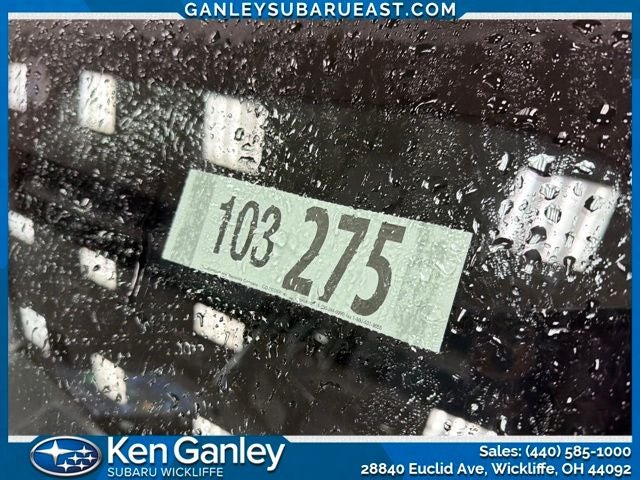 GANLEYSUBARUEAST.COM
103 275
Ken Ganley
SUBARU WICKLIFFE
Sales: (440) 585-1000
28840 Euclid Ave, Wickliffe, OH 44092